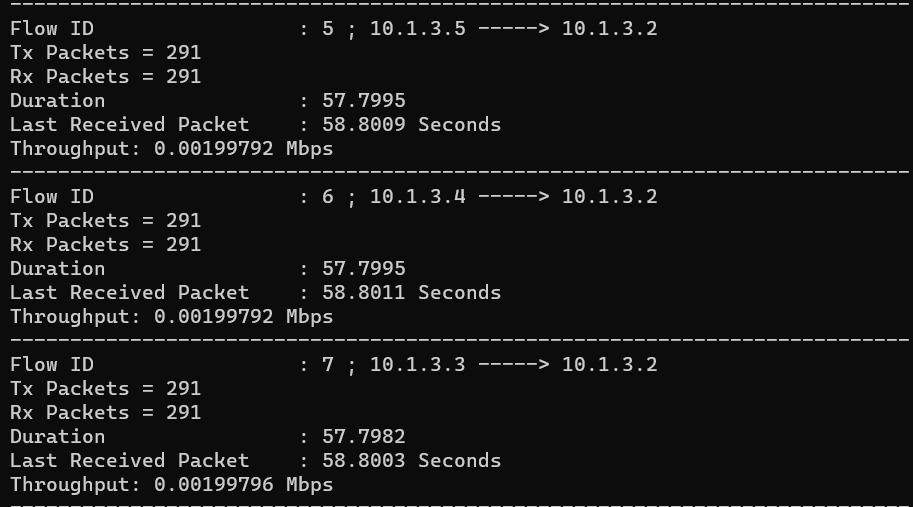 --------------------------------------------------------------------------
Flow ID                 : 5 ; 10.1.3.5 -----> 10.1.3.2
Tx Packets = 291
Rx Packets = 291
Duration                : 57.7995
Last Received Packet    : 58.8009 Seconds
Throughput: 0.00199792 Mbps
---------------------------------------------------------------------------
Flow ID                 : 6 ; 10.1.3.4 -----> 10.1.3.2
Tx Packets = 291
Rx Packets = 291
Duration                : 57.7995
Last Received Packet    : 58.8011 Seconds
Throughput: 0.00199792 Mbps
---------------------------------------------------------------------------
Flow ID                 : 7 ; 10.1.3.3 -----> 10.1.3.2
Tx Packets = 291
Rx Packets = 291
Duration                : 57.7982
Last Received Packet    : 58.8003 Seconds
Throughput: 0.00199796 Mbps
---------------------------------------------------------------------------